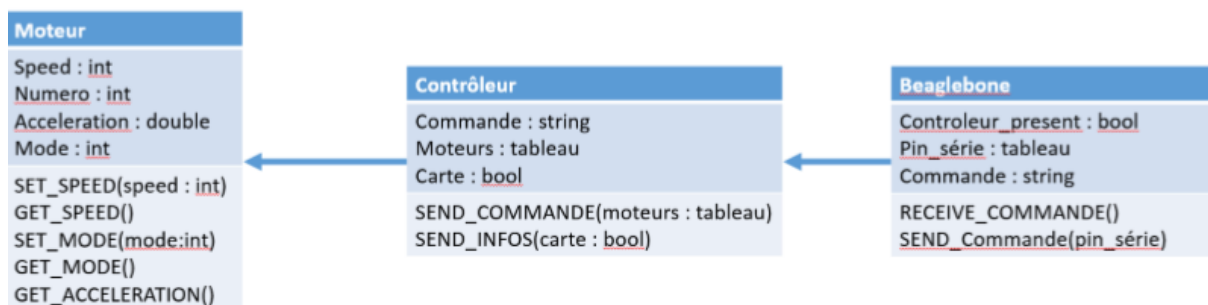 Moteur
Speed : int
Numero : int
Acceleration : double
Mode : int
SET_SPEED(speed : int)
GET_SPEED()
SET_MODE(mode:int)
GET_MODE()
GET_ACCELERATION()
Contrôleur
Commande : string
Moteurs : tableau
Carte : bool
SEND_COMMANDE(moteurs : tableau)
SEND_INFOS(carte : bool)
Beaglebone
Controleur_present : bool
Pin_série : tableau
Commande : string
RECEIVE_COMMANDE()
SEND_Commande(pin_série)